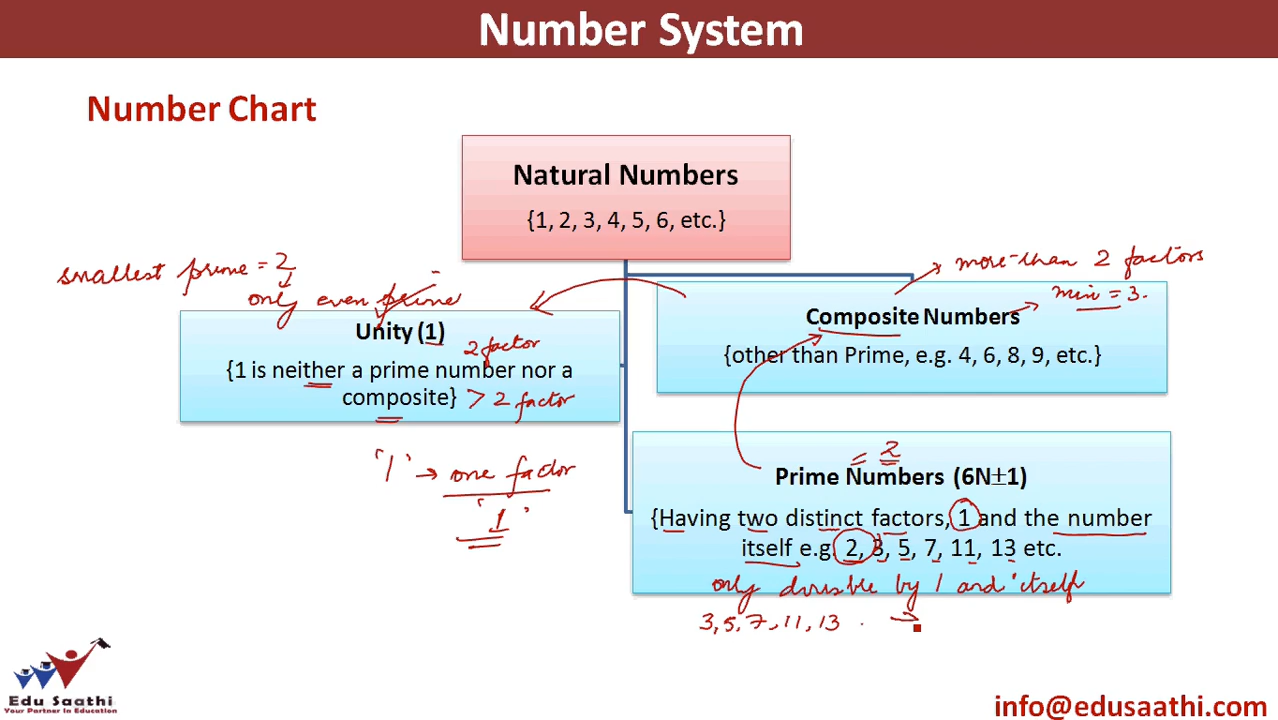 Number System
Number Chart
Natural Numbers
{1, 2, 3, 4, 5, 6, etc.}
smallest prime = 2
only even prime
more than 2 factors
min = 3.
Unity (1)
2 factor
{1 is neither a prime number nor a
composite} > 2 factor
Composite Numbers
{other than Prime, e.g. 4, 6, 8, 9, etc.}
'1' → one factor
'1'
= 2
Prime Numbers (6N±1)
{Having two distinct factors, 1 and the number
itself e.g. 2, 3, 5, 7, 11, 13 etc.
only divisible by 1 and itself
3, 5, 7, 11, 13
Edu Saathi
Your Partner in Education
info@edusaathi.com